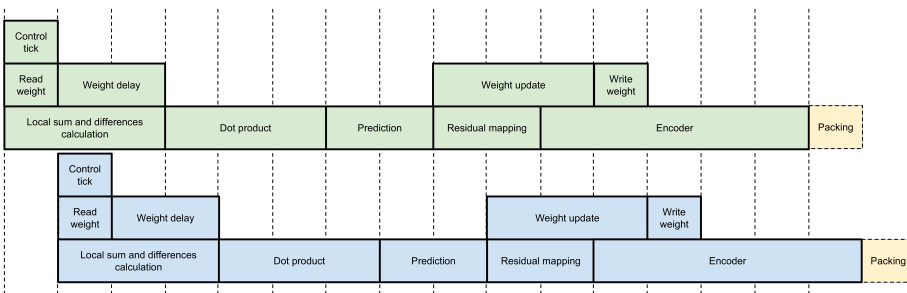 Control
tick
Read
weight
Weight delay
Weight update
Write
weight
Local sum and differences
calculation
Dot product
Prediction
Residual mapping
Encoder
Packing
Control
tick
Read
weight
Weight delay
Weight update
Write
weight
Local sum and differences
calculation
Dot product
Prediction
Residual mapping
Encoder
Packing